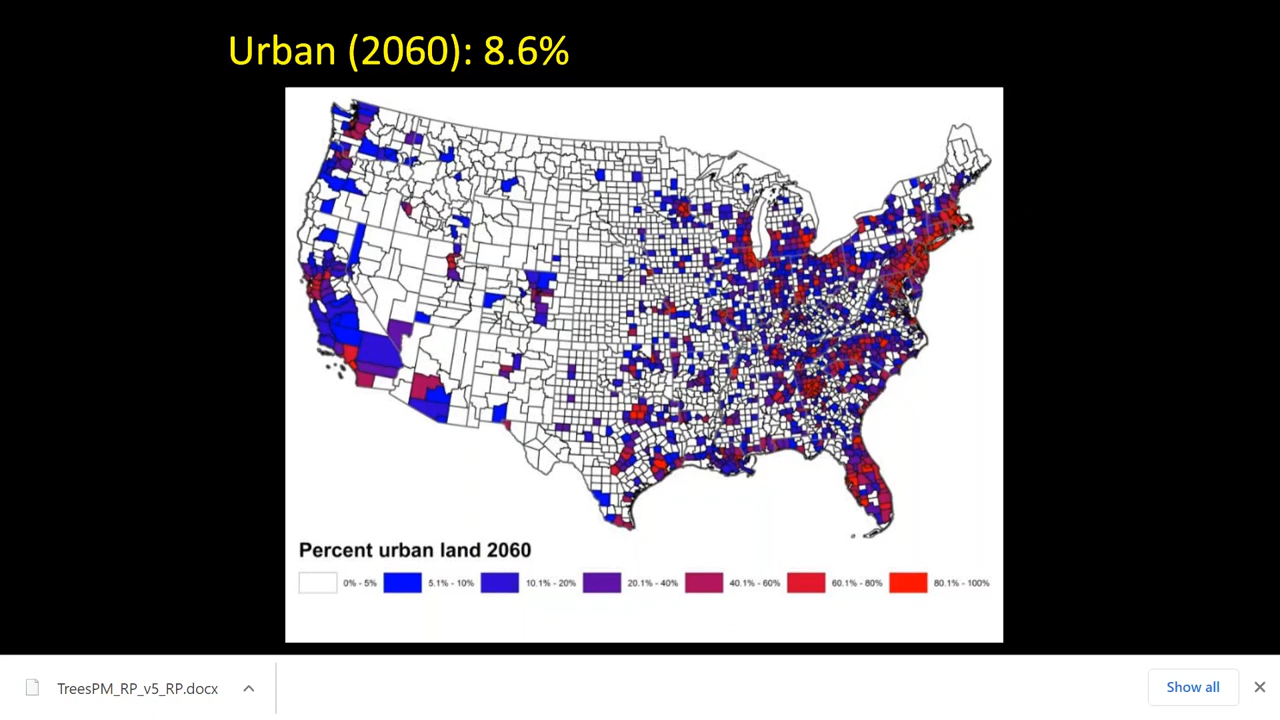 Urban (2060): 8.6%
Percent urban land 2060
0% - 5% 5.1% - 10% 10.1% - 20% 20.1% - 40% 40.1% - 60% 60.1% - 80% 80.1% - 100%
TreesPM_RP_v5_RP.docx Show all